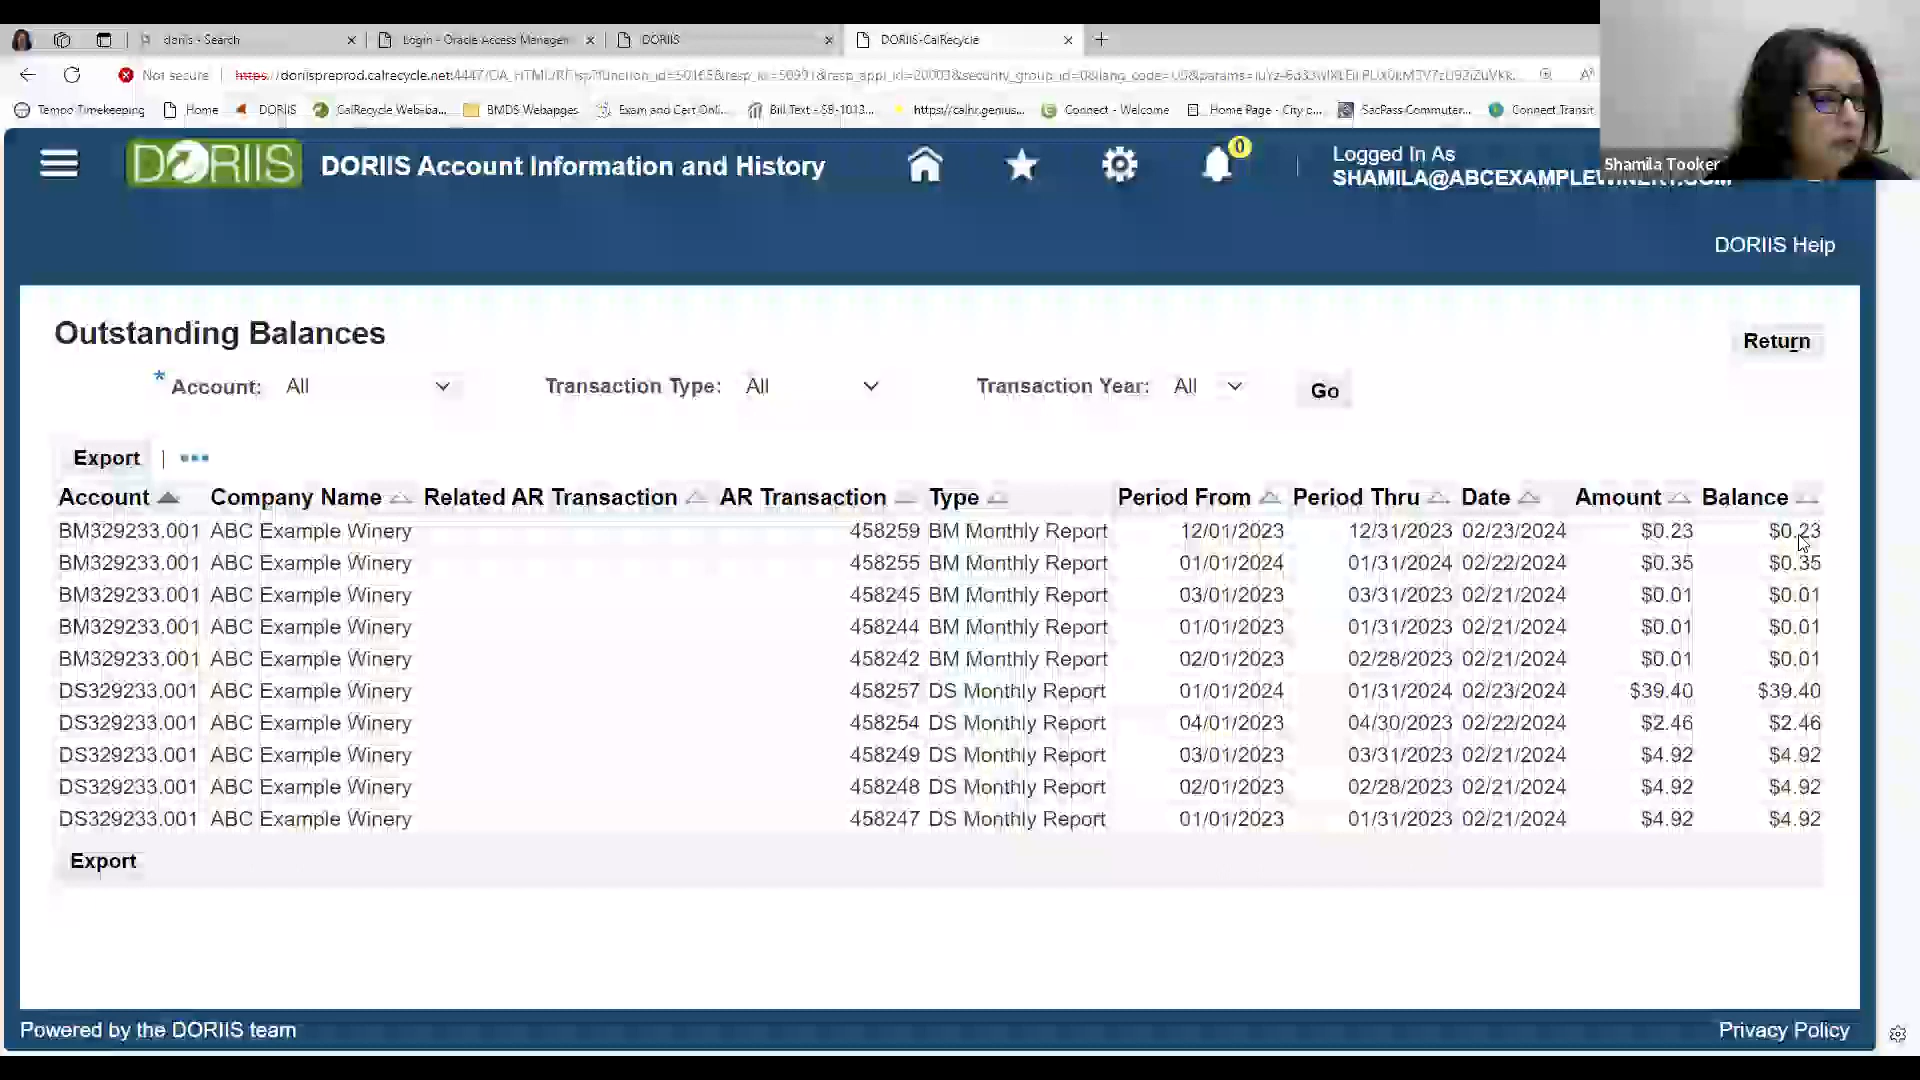 doriis - Search
Login - Oracle Access Managem
DORIIS
DORIIS-CalRecycle
Not secure
Tempo Timekeeping
Home
DORIIS
CalRecycle Web-ba...
BMDS Webapges
Exam and Cert Onli...
Bill Text - SB-1013...
https://calhr.genius...
Connect - Welcome
Home Page - City o...
SacPass Commuter...
Connect Transit
Shamila Tooker
DORIIS
DORIIS Account Information and History
0
Logged In As
SHAMILA@ABCEXAMPLEWINERY.COM
DORIIS Help
Outstanding Balances
Return
* Account: All Transaction Type: All Transaction Year: All Go
Export | ...
Account Company Name Related AR Transaction AR Transaction Type Period From Period Thru Date Amount Balance
BM329233.001 ABC Example Winery 458259 BM Monthly Report 12/01/2023 12/31/2023 02/23/2024 $0.23 $0.23
BM329233.001 ABC Example Winery 458255 BM Monthly Report 01/01/2024 01/31/2024 02/22/2024 $0.35 $0.35
BM329233.001 ABC Example Winery 458245 BM Monthly Report 03/01/2023 03/31/2023 02/21/2024 $0.01 $0.01
BM329233.001 ABC Example Winery 458244 BM Monthly Report 01/01/2023 01/31/2023 02/21/2024 $0.01 $0.01
BM329233.001 ABC Example Winery 458242 BM Monthly Report 02/01/2023 02/28/2023 02/21/2024 $0.01 $0.01
DS329233.001 ABC Example Winery 458257 DS Monthly Report 01/01/2024 01/31/2024 02/23/2024 $39.40 $39.40
DS329233.001 ABC Example Winery 458254 DS Monthly Report 04/01/2023 04/30/2023 02/22/2024 $2.46 $2.46
DS329233.001 ABC Example Winery 458249 DS Monthly Report 03/01/2023 03/31/2023 02/21/2024 $4.92 $4.92
DS329233.001 ABC Example Winery 458248 DS Monthly Report 02/01/2023 02/28/2023 02/21/2024 $4.92 $4.92
DS329233.001 ABC Example Winery 458247 DS Monthly Report 01/01/2023 01/31/2023 02/21/2024 $4.92 $4.92
Export
Powered by the DORIIS team
Privacy Policy